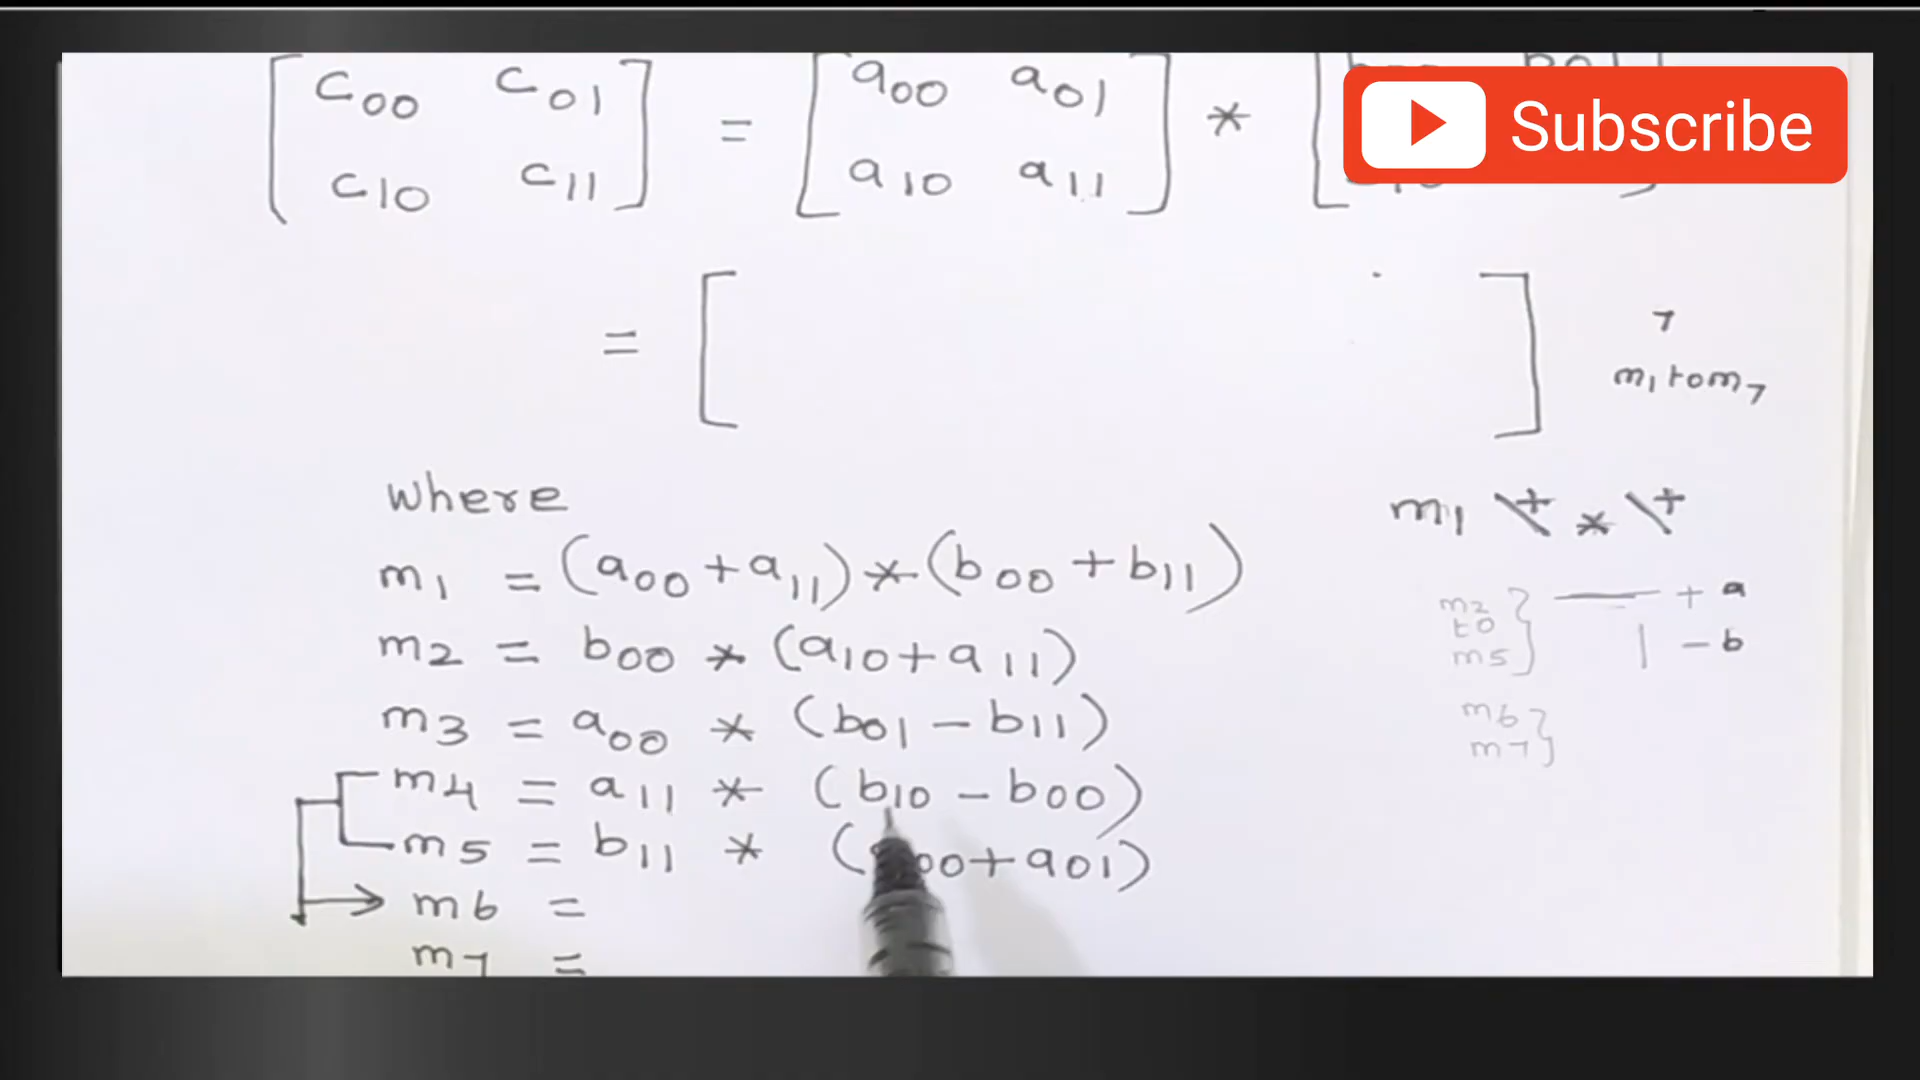 c00 c01 = a00 a01 *
Subscribe
c10 c11 a10 a11
= 7
m1 to m7
where
m1 + * +
m1 = (a00+a11)*(b00+b11)
m2 to m5 + a
- b
m2 = b00 * (a10+a11)
m3 = a00 * (b01-b11)
m6 m7
m4 = a11 * (b10-b00)
m5 = b11 * ( 00+a01)
m6 =
m7 =